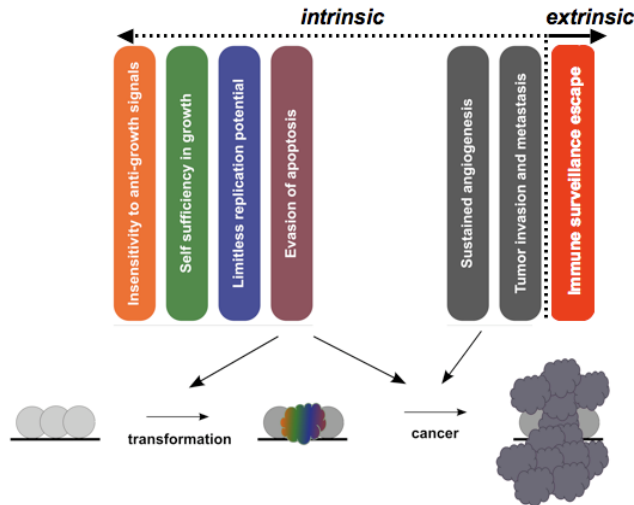 intrinsic
extrinsic
Insensitivity to anti-growth signals
Self sufficiency in growth
Limitless replication potential
Evasion of apoptosis
Sustained angiogenesis
Tumor invasion and metastasis
Immune surveillance escape
transformation
cancer